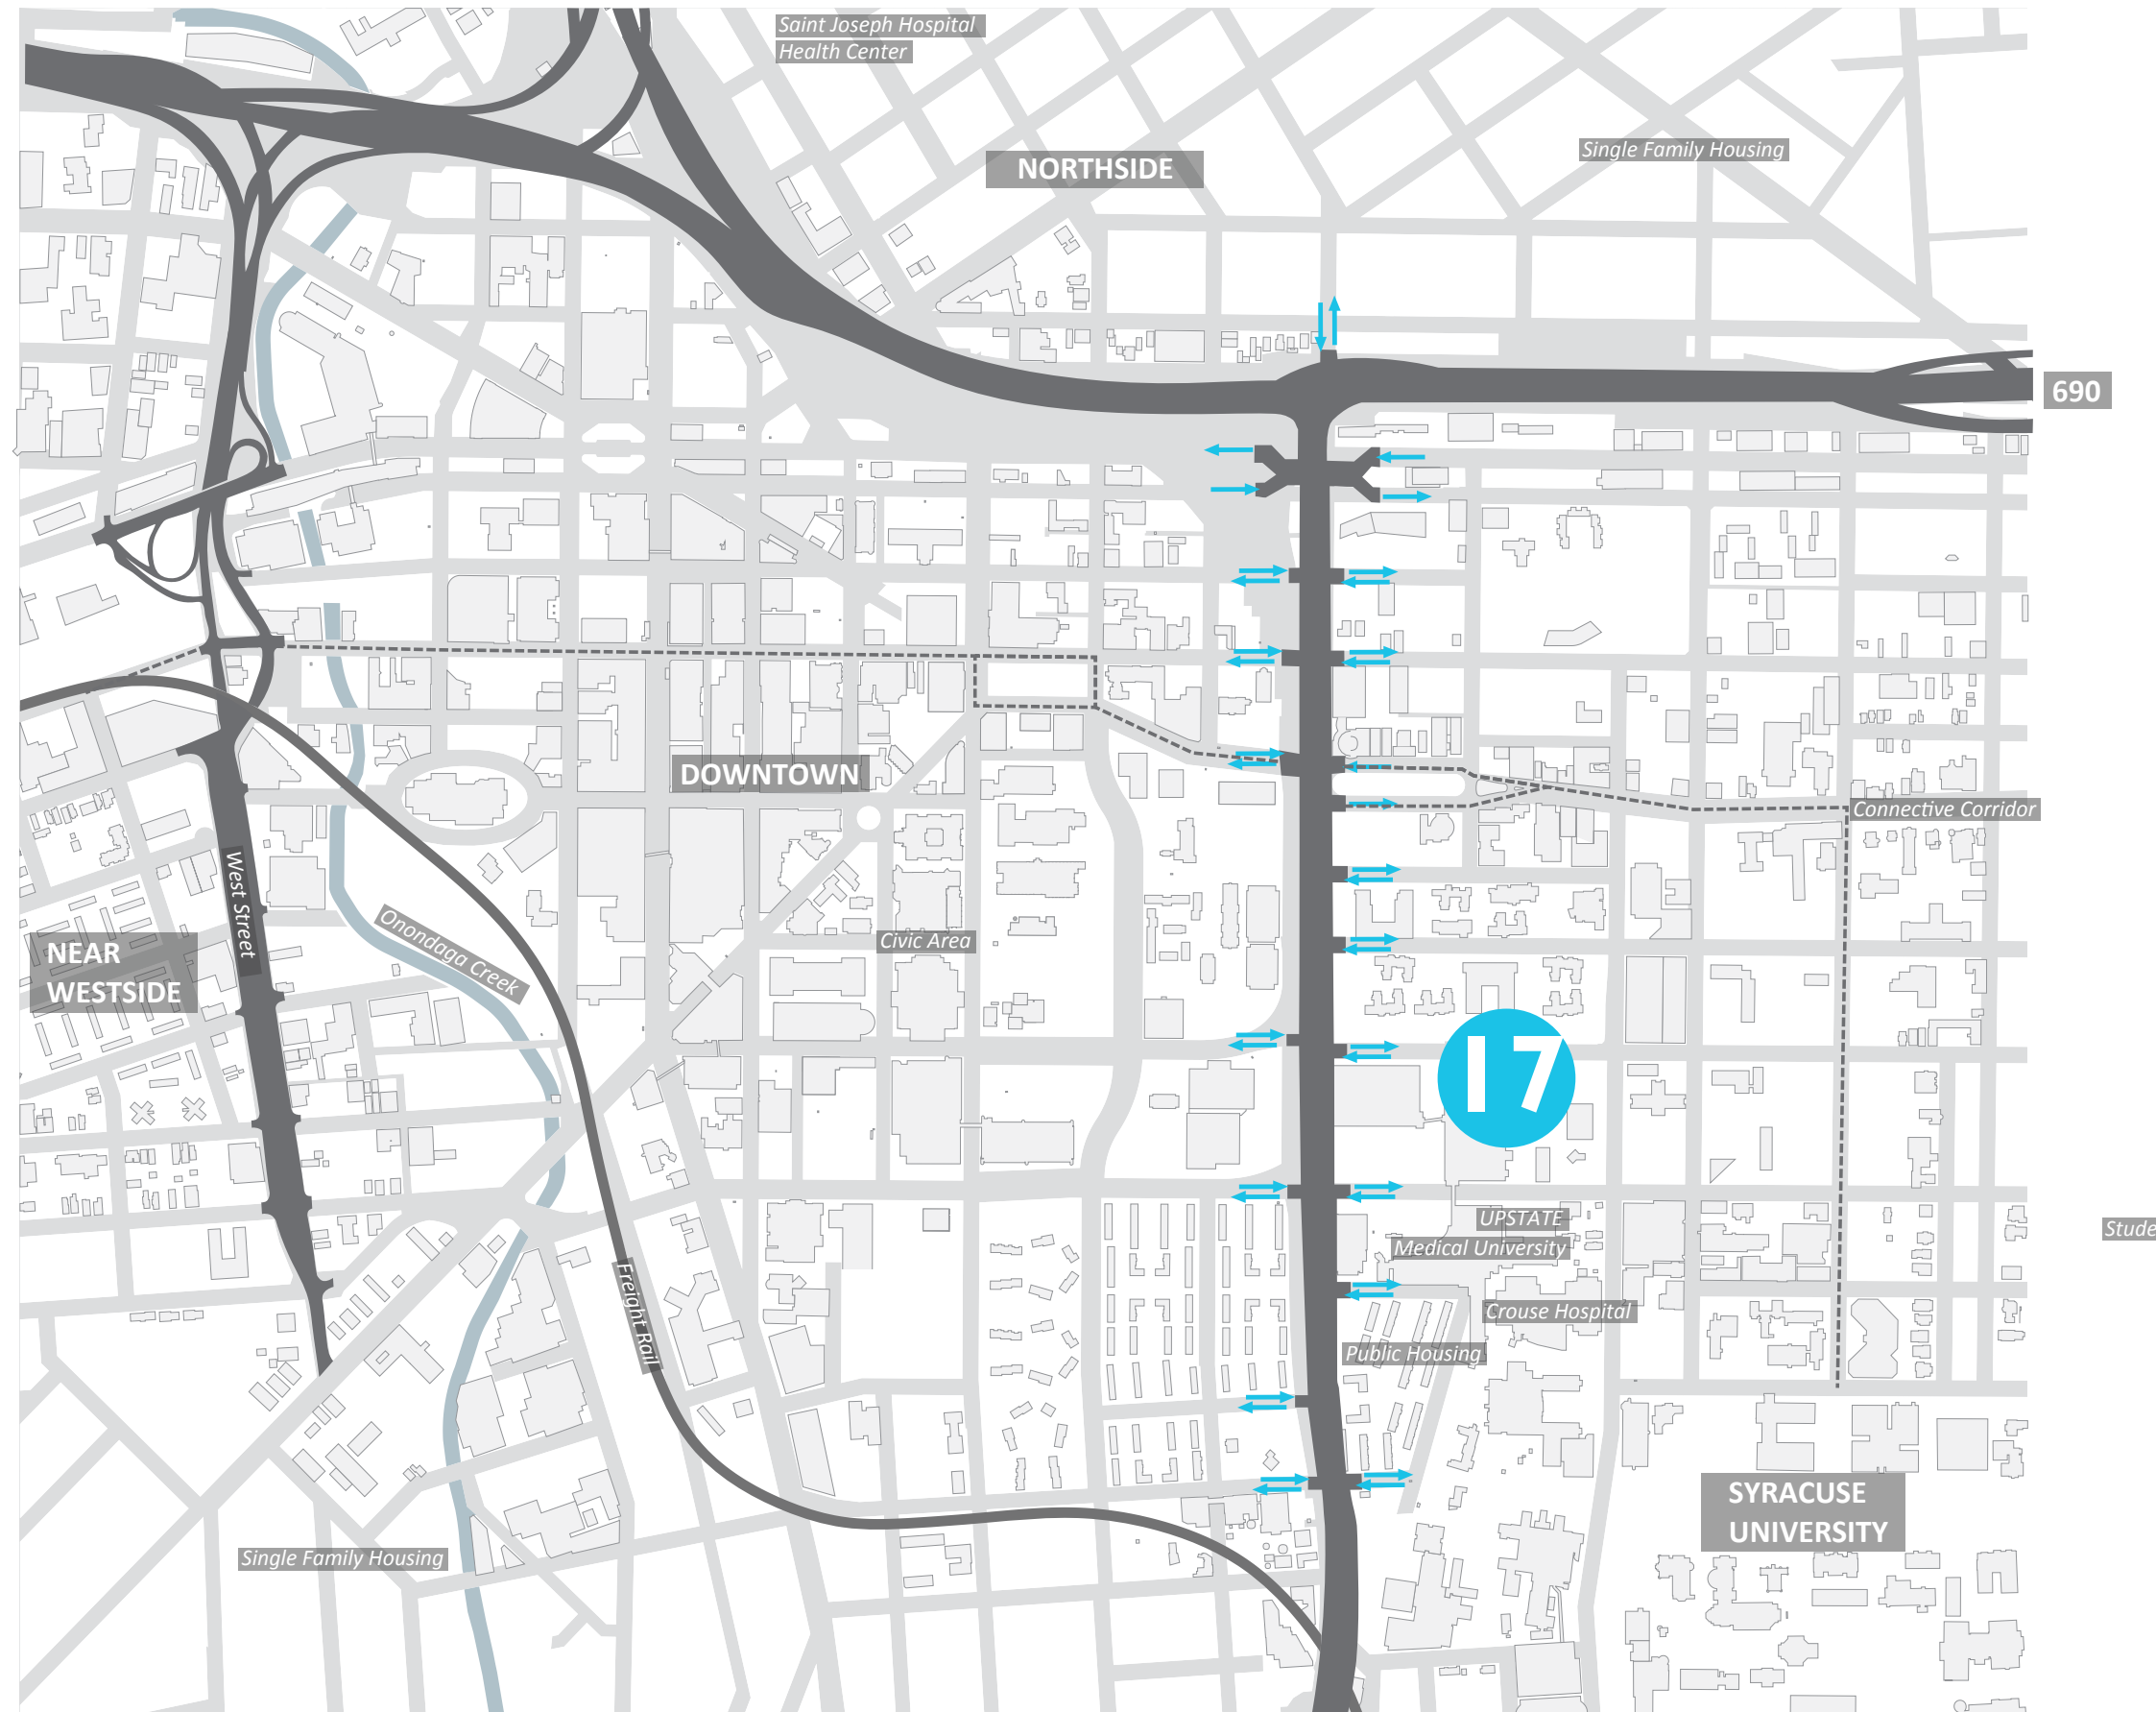 Saint Joseph Hospital
Health Center
Single Family Housing
NORTHSIDE
690
DOWNTOWN
Connective Corridor
West Street
Onondaga Creek
Civic Area
NEAR
WESTSIDE
17
UPSTATE
Medical University
Stude
Crouse Hospital
Freight Rail
Public Housing
SYRACUSE
UNIVERSITY
Single Family Housing